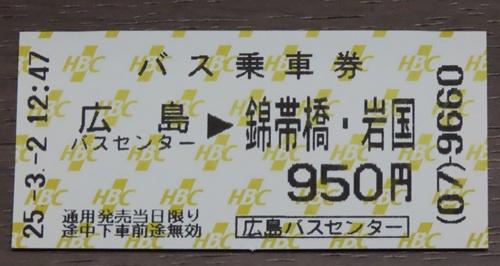 バス乗車券
広島 ▶ 錦帯橋・岩国
バスセンター
950円
通用発売当日限り
途中下車前途無効
広島バスセンター
25.-3.-2 12:47
(07)-9660
HBC